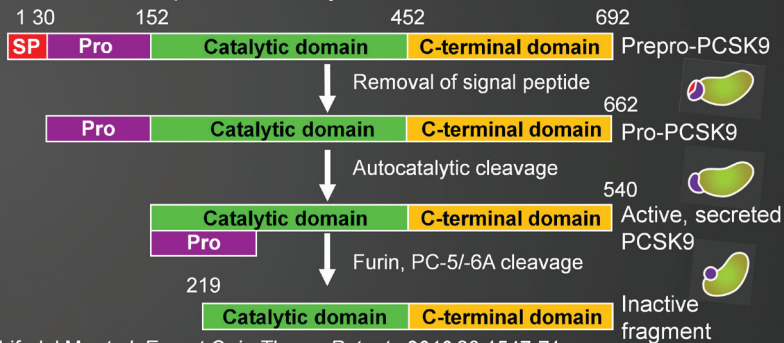 1 30 152 452 692
SP Pro Catalytic domain C-terminal domain Prepro-PCSK9
Removal of signal peptide
662
Pro Catalytic domain C-terminal domain Pro-PCSK9
Autocatalytic cleavage
540
Catalytic domain C-terminal domain Active, secreted
Pro PCSK9
Furin, PC-5/-6A cleavage
219
Catalytic domain C-terminal domain Inactive
fragment